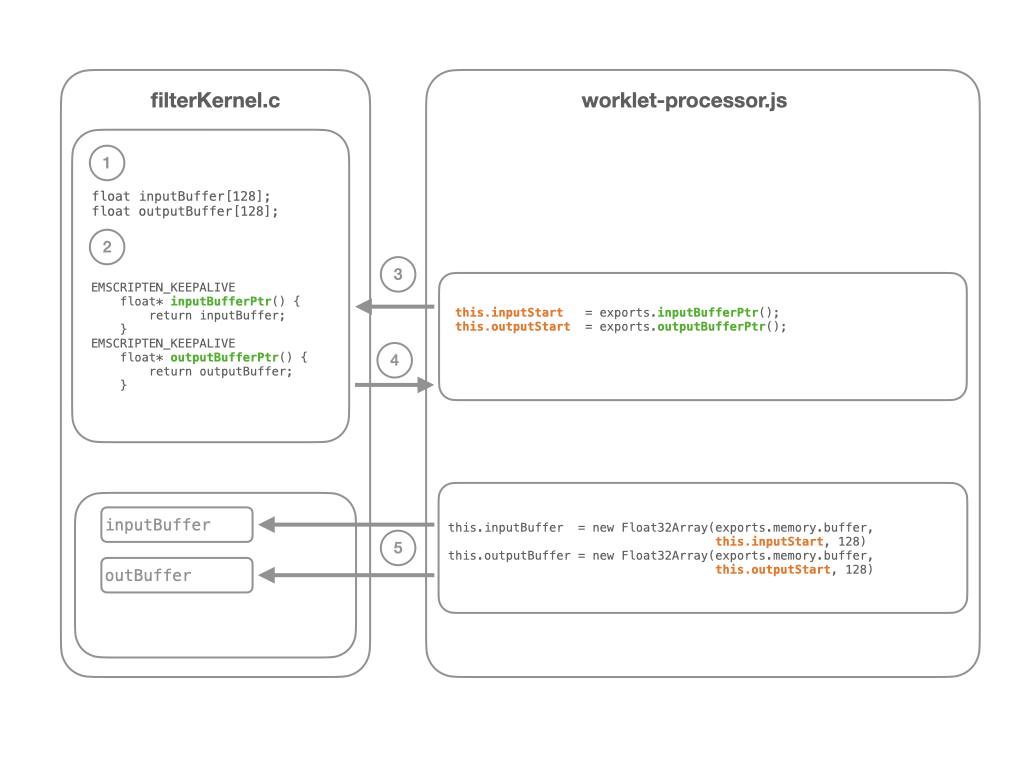 filterKernel.c
1
float inputBuffer[128];
float outputBuffer[128];
2
EMSCRIPTEN_KEEPALIVE
    float* inputBufferPtr() {
        return inputBuffer;
    }
EMSCRIPTEN_KEEPALIVE
    float* outputBufferPtr() {
        return outputBuffer;
    }
inputBuffer
outBuffer
3
4
5
worklet-processor.js
this.inputStart   = exports.inputBufferPtr();
this.outputStart  = exports.outputBufferPtr();
this.inputBuffer  = new Float32Array(exports.memory.buffer,
                                     this.inputStart, 128)
this.outputBuffer = new Float32Array(exports.memory.buffer,
                                     this.outputStart, 128)